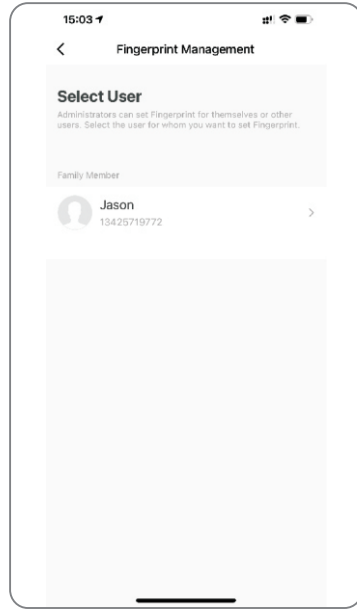 15:03
Fingerprint Management
Select User
Administrators can set Fingerprint for themselves or other
users. Select the user for whom you want to set Fingerprint.
Family Member
Jason
13425719772